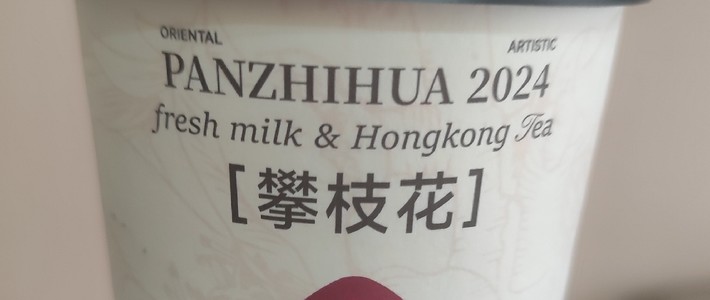 ORIENTAL ARTISTIC
PANZHIHUA 2024
fresh milk & Hongkong Tea
[攀枝花]